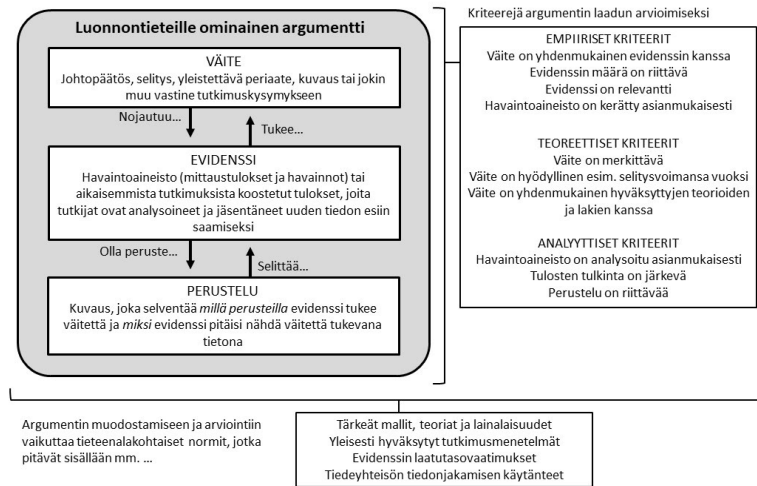 Luonnontieteille ominainen argumentti
VÄITE
Johtopäätös, selitys, yleistettävä periaate, kuvaus tai jokin
muu vastine tutkimuskysymykseen
Nojautuu…
Tukee…
EVIDENSSI
Havaintoaineisto (mittaustulokset ja havainnot) tai
aikaisemmista tutkimuksista koostetut tulokset, joita
tutkijat ovat analysoineet ja jäsentäneet uuden tiedon esiin
saamiseksi
Olla peruste…
Selittää…
PERUSTELU
Kuvaus, joka selventää millä perusteilla evidenssi tukee
väitettä ja miksi evidenssi pitäisi nähdä väitettä tukevana
tietona
Kriteerejä argumentin laadun arvioimiseksi
EMPIIRISET KRITEERIT
Väite on yhdenmukainen evidenssin kanssa
Evidenssin määrä on riittävä
Evidenssi on relevantti
Havaintoaineisto on kerätty asianmukaisesti
TEOREETTISET KRITEERIT
Väite on merkittävä
Väite on hyödyllinen esim. selitysvoimansa vuoksi
Väite on yhdenmukainen hyväksyttyjen teorioiden
ja lakien kanssa
ANALYYTTISET KRITEERIT
Havaintoaineisto on analysoitu asianmukaisesti
Tulosten tulkinta on järkevä
Perustelu on riittävää
Argumentin muodostamiseen ja arviointiin
vaikuttaa tieteenalakohtaiset normit, jotka
pitävät sisällään mm. …
Tärkeät mallit, teoriat ja lainalaisuudet
Yleisesti hyväksytyt tutkimusmenetelmät
Evidenssin laatutasovaatimukset
Tiedeyhteisön tiedonjakamisen käytänteet